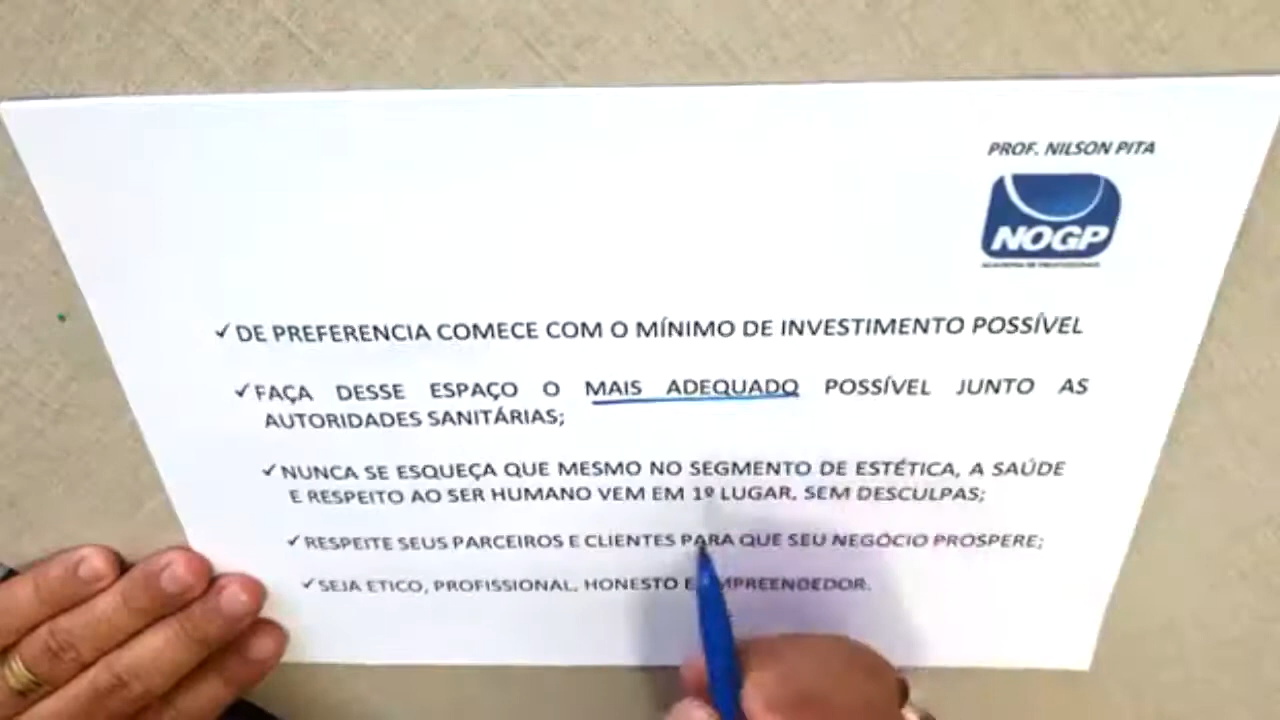 PROF. NILSON PITA
NOGP
✓DE PREFERENCIA COMECE COM O MÍNIMO DE INVESTIMENTO POSSÍVEL
✓FAÇA DESSE ESPAÇO O MAIS ADEQUADO POSSÍVEL JUNTO AS
AUTORIDADES SANITÁRIAS;
✓NUNCA SE ESQUEÇA QUE MESMO NO SEGMENTO DE ESTÉTICA, A SAÚDE
E RESPEITO AO SER HUMANO VEM EM 1º LUGAR, SEM DESCULPAS;
✓RESPEITE SEUS PARCEIROS E CLIENTES PARA QUE SEU NEGÓCIO PROSPERE;
✓SEJA ETICO, PROFISSIONAL, HONESTO E